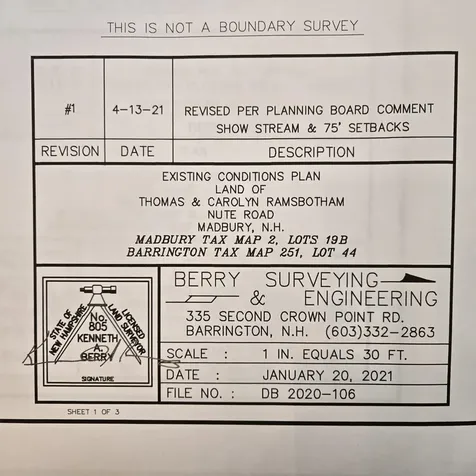 THIS IS NOT A BOUNDARY SURVEY
#1 4-13-21 REVISED PER PLANNING BOARD COMMENT
SHOW STREAM & 75' SETBACKS
REVISION DATE DESCRIPTION
EXISTING CONDITIONS PLAN
LAND OF
THOMAS & CAROLYN RAMSBOTHAM
NUTE ROAD
MADBURY, N.H.
MADBURY TAX MAP 2, LOTS 19B
BARRINGTON TAX MAP 251, LOT 44
STATE OF
NEW HAMPSHIRE
LICENSED
LAND SURVEYOR
No.
805
KENNETH
A.
BERRY
SIGNATURE
BERRY SURVEYING
& ENGINEERING
335 SECOND CROWN POINT RD.
BARRINGTON, N.H. (603)332-2863
SCALE : 1 IN. EQUALS 30 FT.
DATE : JANUARY 20, 2021
FILE NO. : DB 2020-106
SHEET 1 OF 3